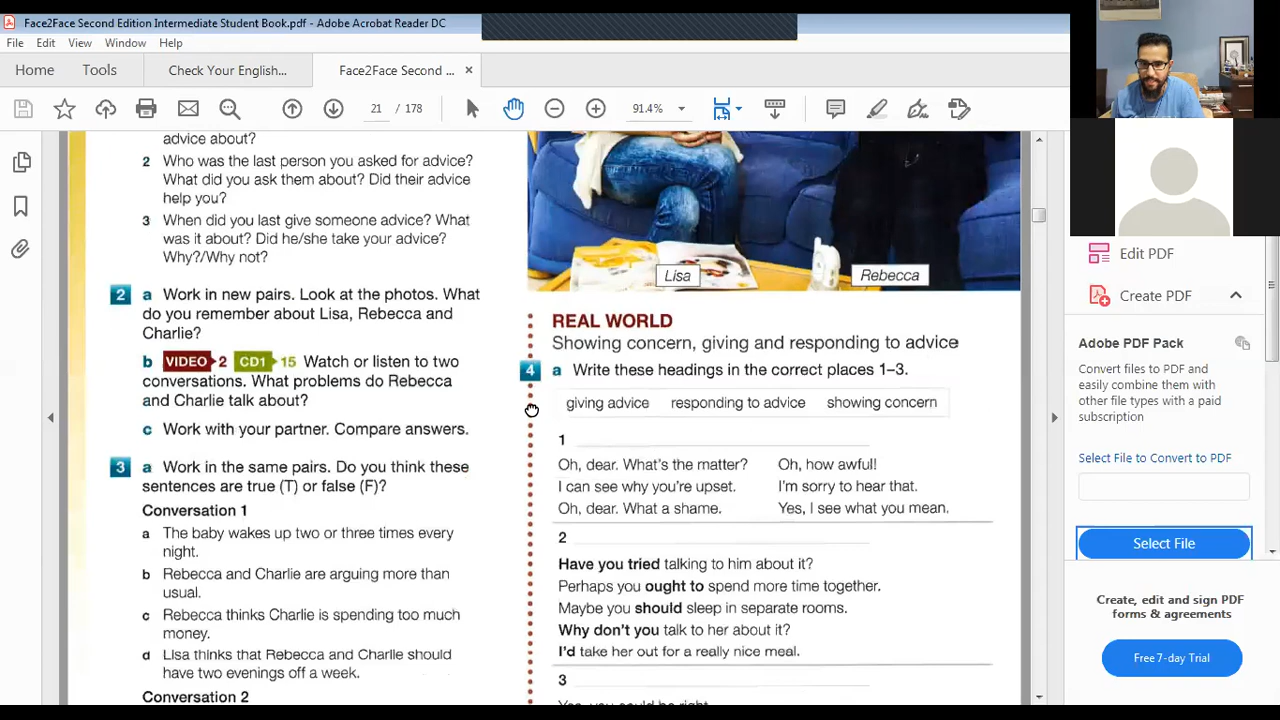 Face2Face Second Edition Intermediate Student Book.pdf - Adobe Acrobat Reader DC
File Edit View Window Help
Home Tools Check Your English... Face2Face Second ... ×
21 / 178 91.4%
advice about?
2 Who was the last person you asked for advice?
What did you ask them about? Did their advice
help you?
3 When did you last give someone advice? What
was it about? Did he/she take your advice?
Why?/Why not?
2 a Work in new pairs. Look at the photos. What
do you remember about Lisa, Rebecca and
Charlie?
b VIDEO 2 CD1 15 Watch or listen to two
conversations. What problems do Rebecca
and Charlie talk about?
c Work with your partner. Compare answers.
3 a Work in the same pairs. Do you think these
sentences are true (T) or false (F)?
Conversation 1
a The baby wakes up two or three times every
night.
b Rebecca and Charlie are arguing more than
usual.
c Rebecca thinks Charlie is spending too much
money.
d Lisa thinks that Rebecca and Charlie should
have two evenings off a week.
Conversation 2
Lisa Rebecca
REAL WORLD
Showing concern, giving and responding to advice
4 a Write these headings in the correct places 1–3.
giving advice responding to advice showing concern
1
Oh, dear. What's the matter? Oh, how awful!
I can see why you're upset. I'm sorry to hear that.
Oh, dear. What a shame. Yes, I see what you mean.
2
Have you tried talking to him about it?
Perhaps you ought to spend more time together.
Maybe you should sleep in separate rooms.
Why don't you talk to her about it?
I'd take her out for a really nice meal.
3
Yes, you could be right.
Edit PDF
Create PDF
Adobe PDF Pack
Convert files to PDF and
easily combine them with
other file types with a paid
subscription
Select File to Convert to PDF
Select File
Create, edit and sign PDF
forms & agreements
Free 7-day Trial